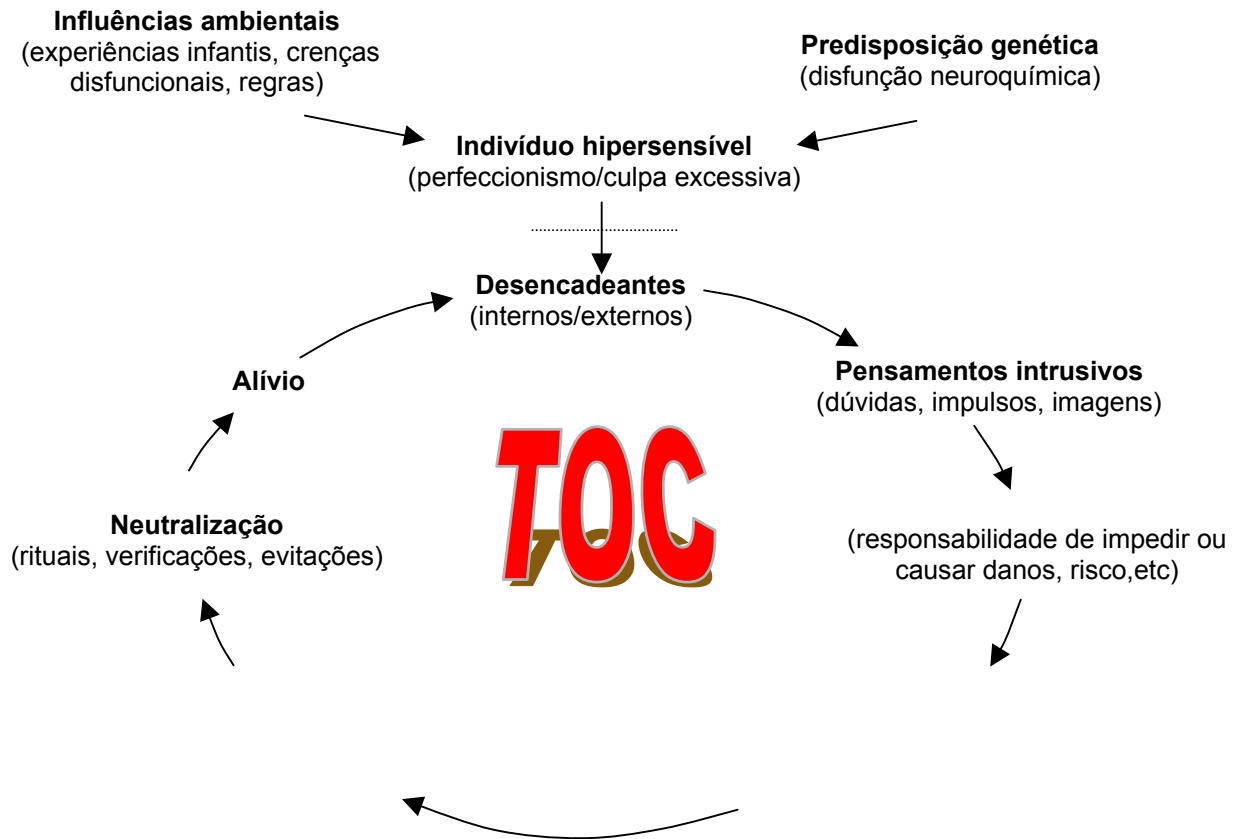 Influências ambientais
(experiências infantis, crenças
disfuncionais, regras)
Predisposição genética
(disfunção neuroquímica)
Indivíduo hipersensível
(perfeccionismo/culpa excessiva)
Desencadeantes
(internos/externos)
Alívio
Pensamentos intrusivos
(dúvidas, impulsos, imagens)
TOC
Neutralização
(rituais, verificações, evitações)
(responsabilidade de impedir ou
causar danos, risco,etc)